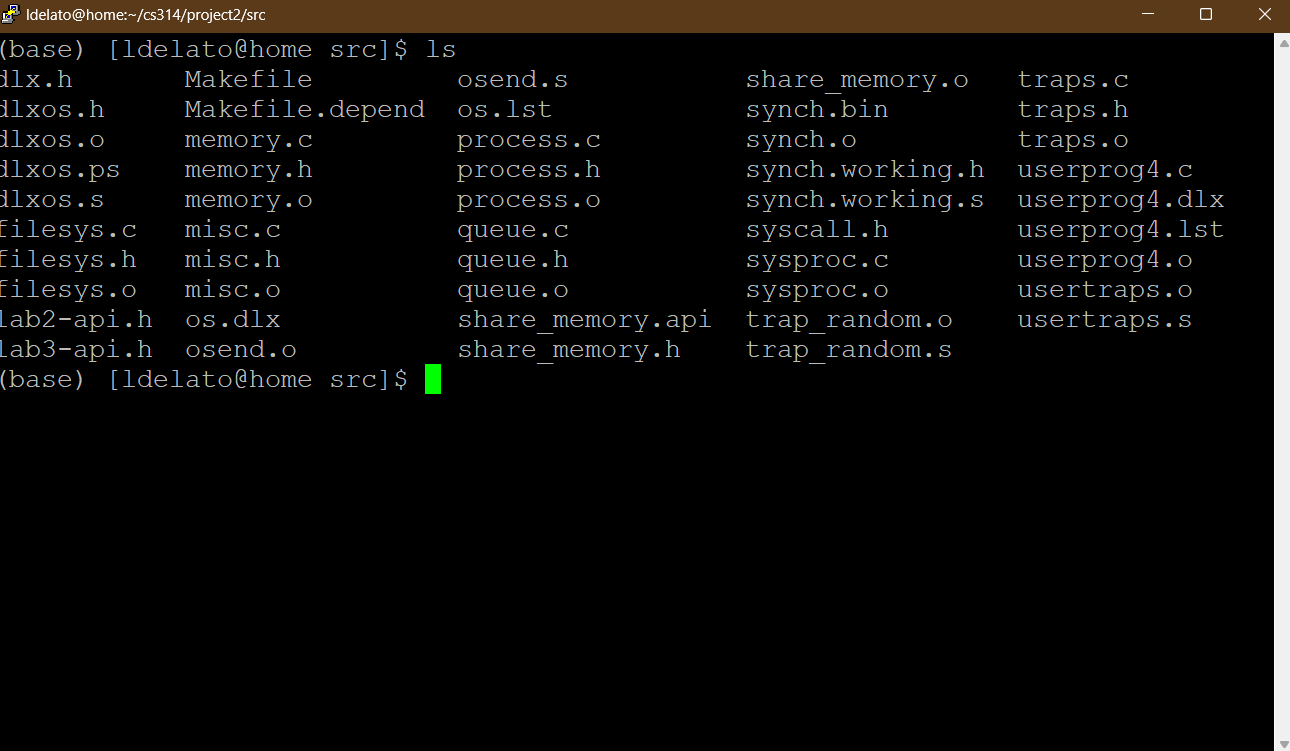 ldelato@home:~/cs314/project2/src
(base) [ldelato@home src]$ ls
dlx.h Makefile osend.s share_memory.o traps.c
dlxos.h Makefile.depend os.lst synch.bin traps.h
dlxos.o memory.c process.c synch.o traps.o
dlxos.ps memory.h process.h synch.working.h userprog4.c
dlxos.s memory.o process.o synch.working.s userprog4.dlx
filesys.c misc.c queue.c syscall.h userprog4.lst
filesys.h misc.h queue.h sysproc.c userprog4.o
filesys.o misc.o queue.o sysproc.o usertraps.o
lab2-api.h os.dlx share_memory.api trap_random.o usertraps.s
lab3-api.h osend.o share_memory.h trap_random.s
(base) [ldelato@home src]$